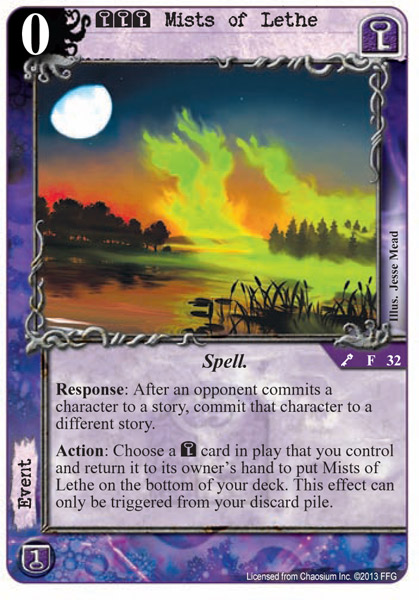 0
Mists of Lethe
Illus. Jesse Mead
Spell.
F 32
Response: After an opponent commits a
character to a story, commit that character to a
different story.
Action: Choose a card in play that you control
and return it to its owner's hand to put Mists of
Lethe on the bottom of your deck. This effect can
only be triggered from your discard pile.
Event
1
Licensed from Chaosium Inc. ©2013 FFG